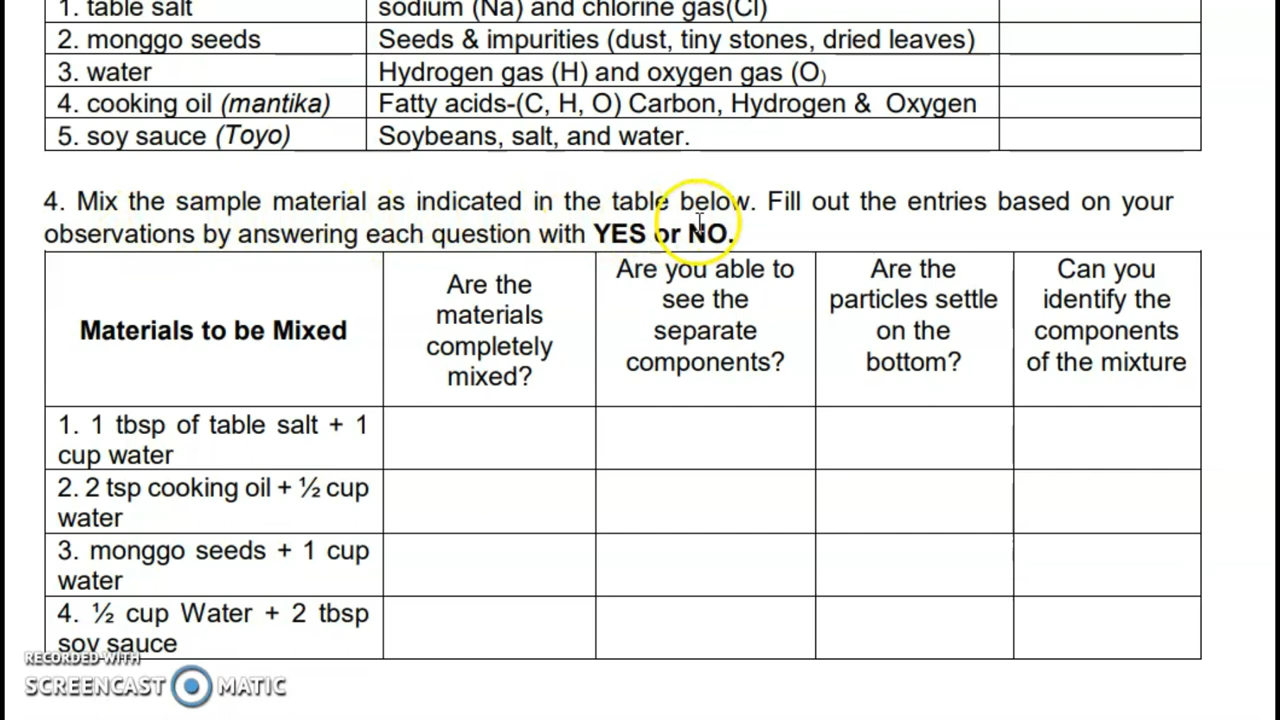 1. table salt sodium (Na) and chlorine gas(Cl)
2. monggo seeds Seeds & impurities (dust, tiny stones, dried leaves)
3. water Hydrogen gas (H) and oxygen gas (O)
4. cooking oil (mantika) Fatty acids-(C, H, O) Carbon, Hydrogen & Oxygen
5. soy sauce (Toyo) Soybeans, salt, and water.
4. Mix the sample material as indicated in the table below. Fill out the entries based on your
observations by answering each question with YES or NO.
Materials to be Mixed
Are the
materials
completely
mixed?
Are you able to
see the
separate
components?
Are the
particles settle
on the
bottom?
Can you
identify the
components
of the mixture
1. 1 tbsp of table salt + 1
cup water
2. 2 tsp cooking oil + ½ cup
water
3. monggo seeds + 1 cup
water
4. ½ cup Water + 2 tbsp
soy sauce
RECORDED WITH
SCREENCAST MATIC